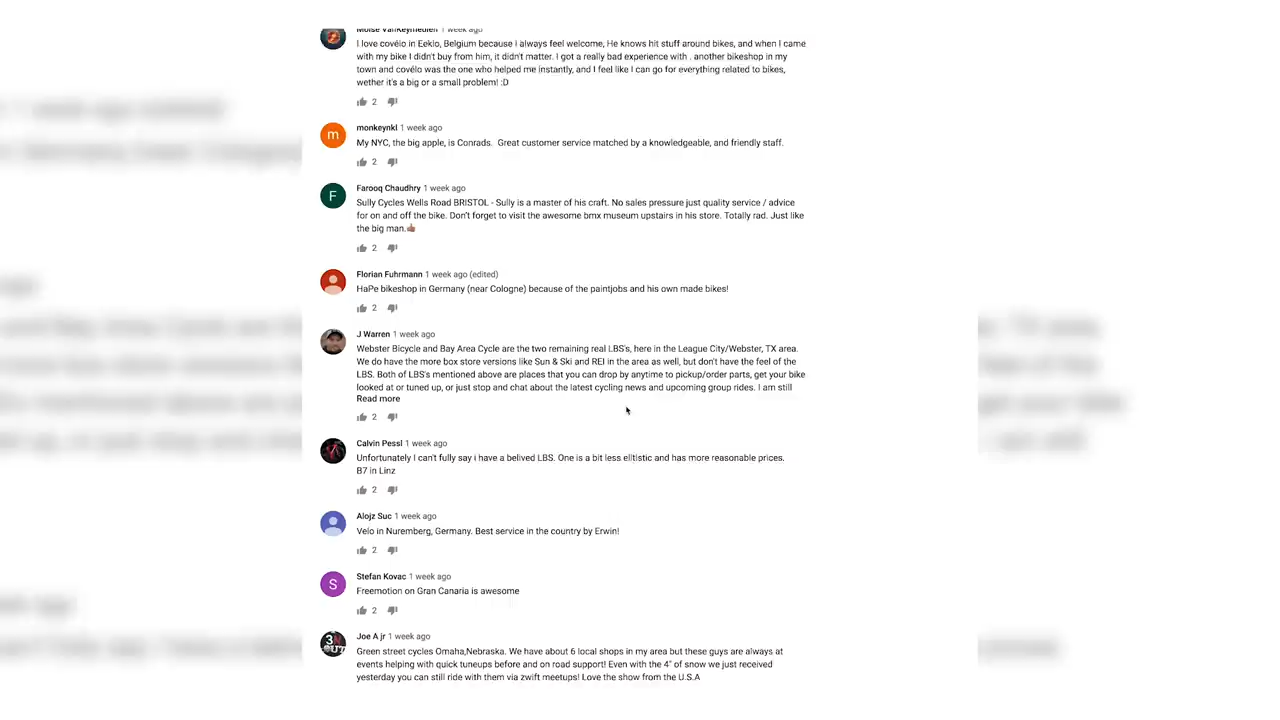 Moise VanKeymeulen 1 week ago
I love covélo in Eeklo, Belgium because I always feel welcome, He knows hit stuff around bikes, and when I came
with my bike I didn't buy from him, it didn't matter. I got a really bad experience with . another bikeshop in my
town and covélo was the one who helped me instantly, and I feel like I can go for everything related to bikes,
wether it's a big or a small problem! :D
2
m
monkeynkl 1 week ago
My NYC, the big apple, is Conrads. Great customer service matched by a knowledgeable, and friendly staff.
2
F
Farooq Chaudhry 1 week ago
Sully Cycles Wells Road BRISTOL - Sully is a master of his craft. No sales pressure just quality service / advice
for on and off the bike. Don't forget to visit the awesome bmx museum upstairs in his store. Totally rad. Just like
the big man.👍🏽
2
Florian Fuhrmann 1 week ago (edited)
HaPe bikeshop in Germany (near Cologne) because of the paintjobs and his own made bikes!
2
J Warren 1 week ago
Webster Bicycle and Bay Area Cycle are the two remaining real LBS's, here in the League City/Webster, TX area.
We do have the more box store versions like Sun & Ski and REI in the area as well, but don't have the feel of the
LBS. Both of LBS's mentioned above are places that you can drop by anytime to pickup/order parts, get your bike
looked at or tuned up, or just stop and chat about the latest cycling news and upcoming group rides. I am still
Read more
2
Calvin Pessl 1 week ago
Unfortunately I can't fully say i have a belived LBS. One is a bit less elitistic and has more reasonable prices.
B7 in Linz
2
Alojz Suc 1 week ago
Velo in Nuremberg, Germany. Best service in the country by Erwin!
2
S
Stefan Kovac 1 week ago
Freemotion on Gran Canaria is awesome
2
Joe A jr 1 week ago
Green street cycles Omaha,Nebraska. We have about 6 local shops in my area but these guys are always at
events helping with quick tuneups before and on road support! Even with the 4" of snow we just received
yesterday you can still ride with them via zwift meetups! Love the show from the U.S.A